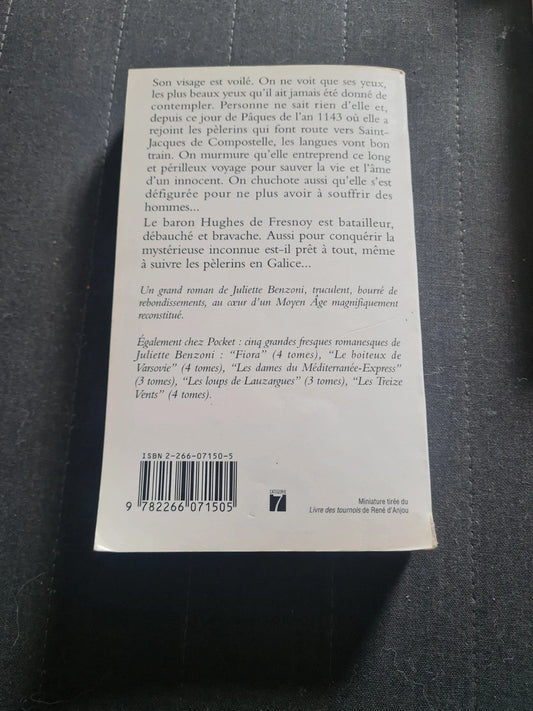 Son visage est voilé. On ne voit que ses yeux,
les plus beaux yeux qu'il ait jamais été donné de
contempler. Personne ne sait rien d'elle et,
depuis ce jour de Pâques de l'an 1143 où elle a
rejoint les pèlerins qui font route vers Saint-
Jacques de Compostelle, les langues vont bon
train. On murmure qu'elle entreprend ce long
et périlleux voyage pour sauver la vie et l'âme
d'un innocent. On chuchote aussi qu'elle s'est
défigurée pour ne plus avoir à souffrir des
hommes...
Le baron Hughes de Fresnoy est batailleur,
débauché et bravache. Aussi pour conquérir la
mystérieuse inconnue est-il prêt à tout, même
à suivre les pèlerins en Galice...
Un grand roman de Juliette Benzoni, truculent, bourré de
rebondissements, au cœur d'un Moyen Âge magnifiquement
reconstitué.
Également chez Pocket : cinq grandes fresques romanesques de
Juliette Benzoni : "Fiora" (4 tomes), "Le boiteux de
Varsovie" (4 tomes), "Les dames du Méditerranée-Express"
(3 tomes), "Les loups de Lauzargues" (3 tomes), "Les Treize
Vents" (4 tomes).
ISBN 2-266-07150-5
9 782266 071505
CATÉGORIE
7
Miniature tirée du
Livre des tournois de René d'Anjou